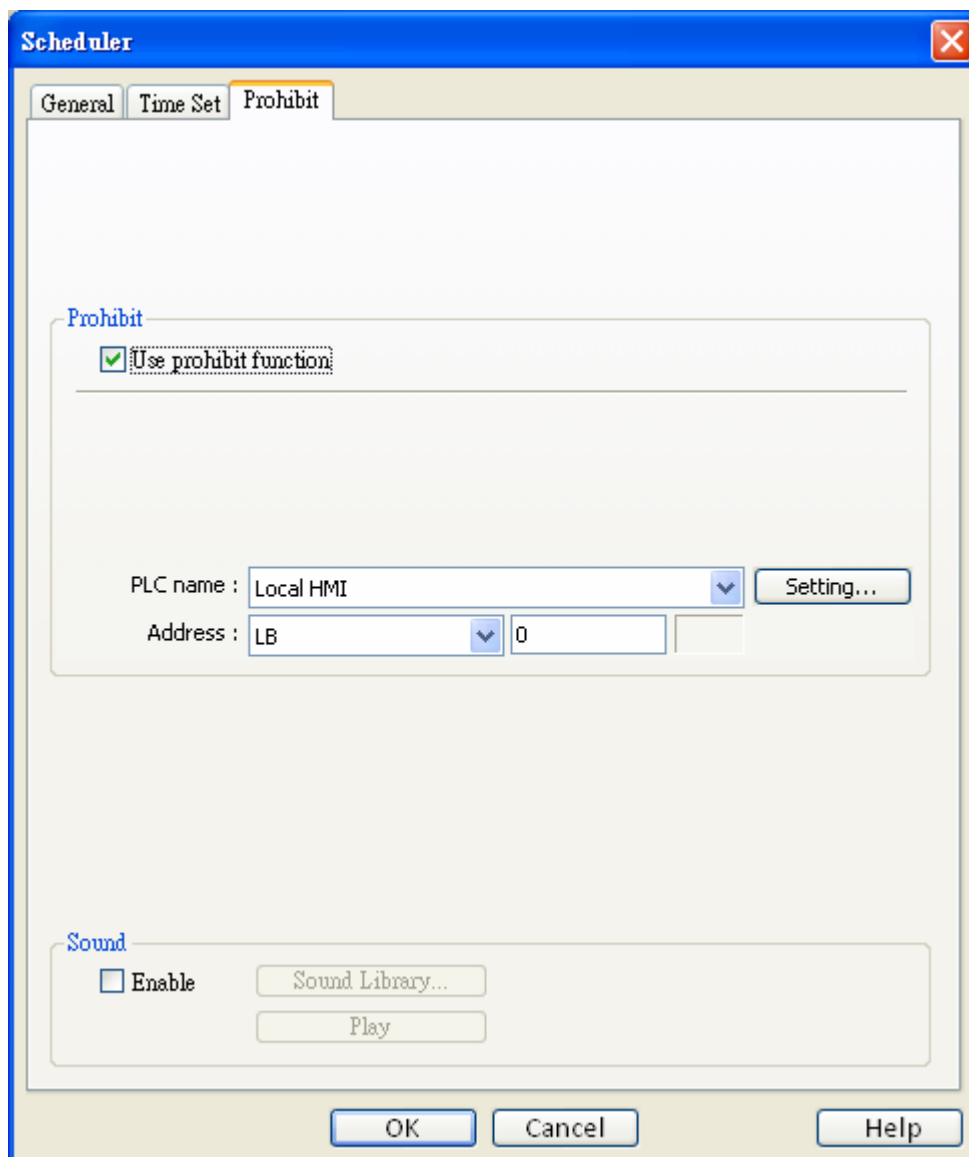 Scheduler
General Time Set Prohibit
Prohibit
Use prohibit function
PLC name : Local HMI Setting...
Address : LB 0
Sound
Enable Sound Library...
Play
OK Cancel Help